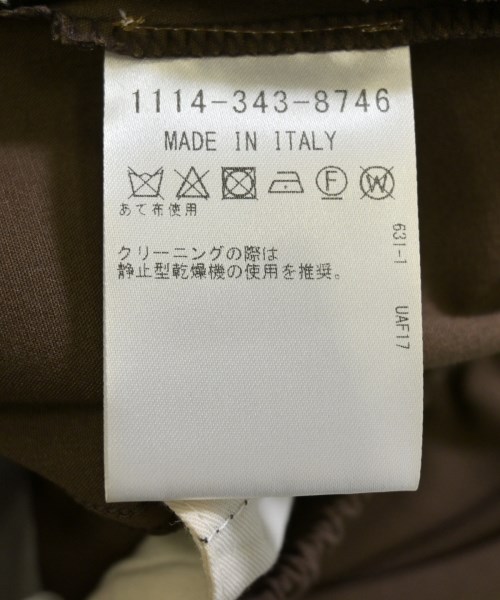 1114-343-8746
MADE IN ITALY
F W
あて布使用
クリーニングの際は
静止型乾燥機の使用を推奨。
631-1
UAF17